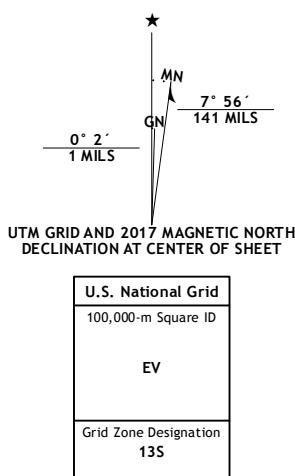 ★
MN
7° 56´
141 MILS
GN
0° 2´
1 MILS
UTM GRID AND 2017 MAGNETIC NORTH
DECLINATION AT CENTER OF SHEET
U.S. National Grid
100,000-m Square ID
EV
Grid Zone Designation
13S